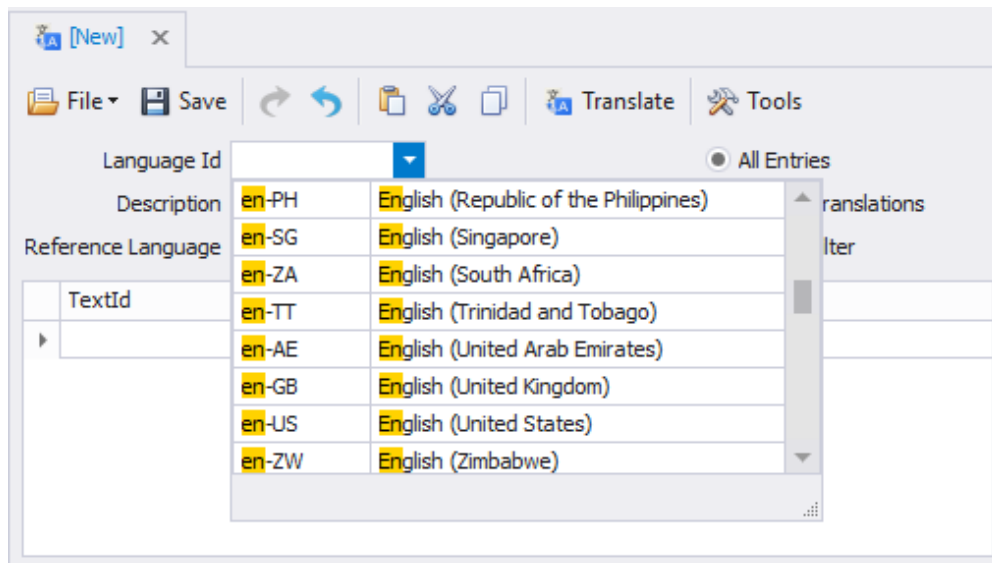 [New]
File Save Translate Tools
Language Id All Entries
Description ranslations
Reference Language lter
en-PH English (Republic of the Philippines)
en-SG English (Singapore)
en-ZA English (South Africa)
TextId
en-TT English (Trinidad and Tobago)
en-AE English (United Arab Emirates)
en-GB English (United Kingdom)
en-US English (United States)
en-ZW English (Zimbabwe)